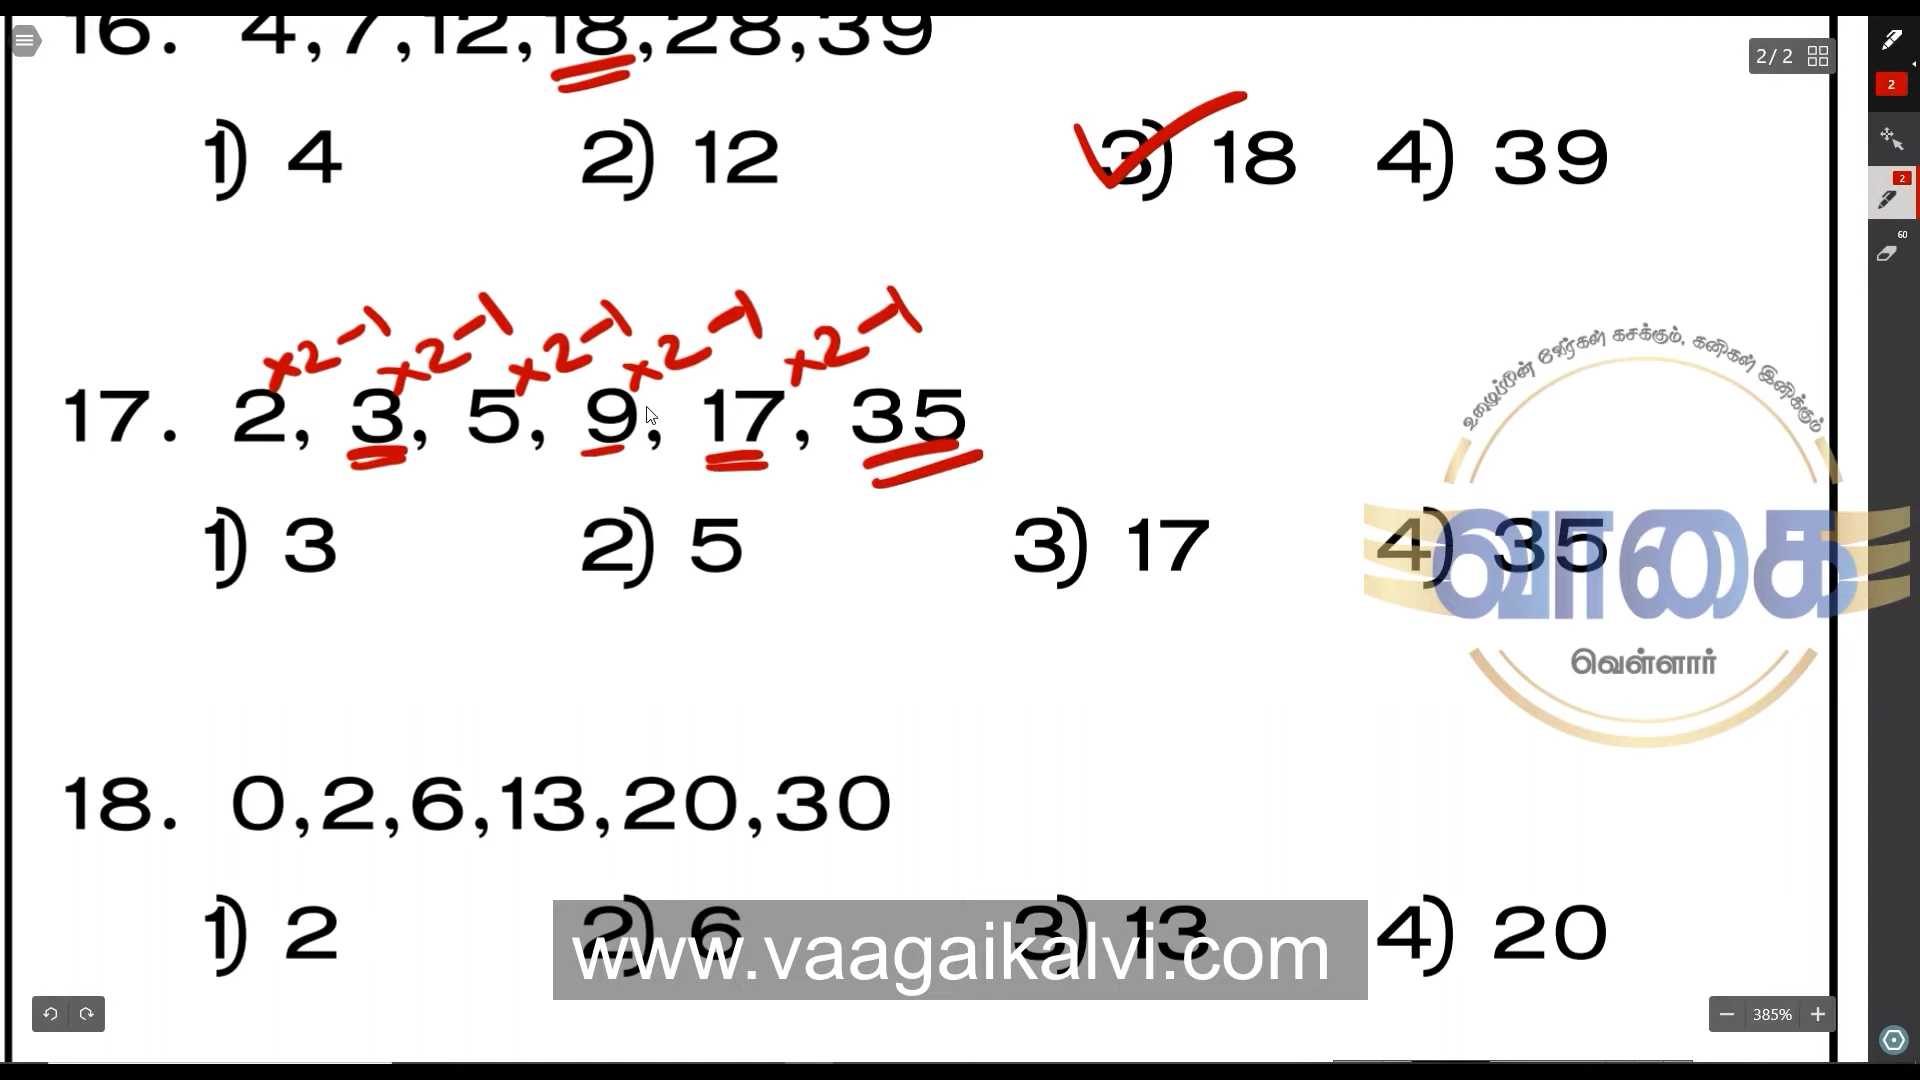 16. 4,7,12,18,28,39
2/2
2
1) 4 2) 12 3) 18 4) 39
2
60
×2-1 ×2-1 ×2-1 ×2-1 ×2-1
17. 2, 3, 5, 9, 17, 35
உழைப்பின் வேர்கள் கசக்கும், கனிகள் இனிக்கும்
1) 3 2) 5 3) 17 4) 35
வாகை
வெள்ளார்
18. 0,2,6,13,20,30
1) 2 2) 6 3) 13 4) 20
www.vaagaikalvi.com
385%